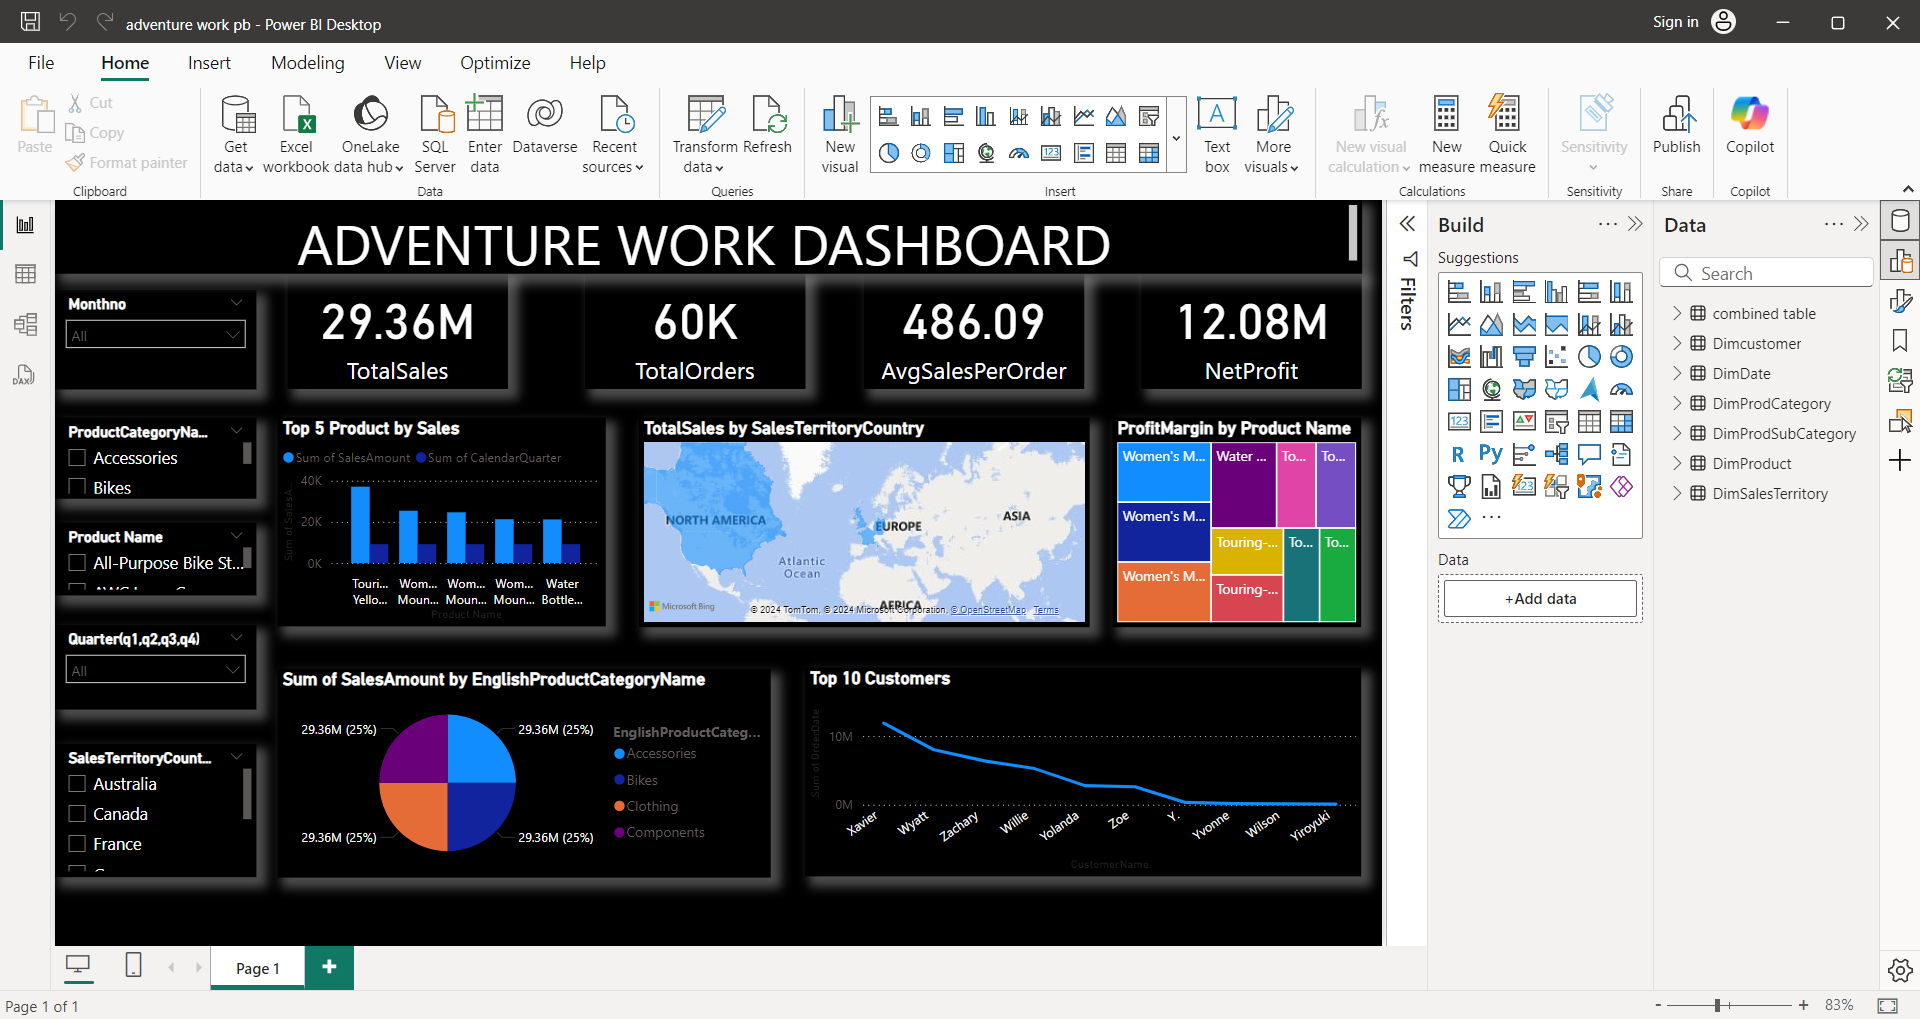 adventure work pb - Power BI Desktop
Sign in
File Home Insert Modeling View Optimize Help
Paste
Cut
Copy
Format painter
Clipboard
Get data
Excel workbook
OneLake data hub
SQL Server
Enter data
Dataverse
Recent sources
Data
Transform data
Refresh
Queries
New visual
Text box
More visuals
Insert
New visual calculation
New measure
Quick measure
Calculations
Sensitivity
Sensitivity
Publish
Share
Copilot
Copilot
ADVENTURE WORK DASHBOARD
Monthno
All
29.36M
TotalSales
60K
TotalOrders
486.09
AvgSalesPerOrder
12.08M
NetProfit
ProductCategoryNa...
Accessories
Bikes
Product Name
All-Purpose Bike St...
Quarter(q1,q2,q3,q4)
All
SalesTerritoryCount...
Australia
Canada
France
Top 5 Product by Sales
Sum of SalesAmount Sum of CalendarQuarter
Sum of SalesA...
40K
20K
0K
Touri... Yello...
Wom... Moun...
Wom... Moun...
Wom... Moun...
Water Bottle...
Product Name
TotalSales by SalesTerritoryCountry
NORTH AMERICA
EUROPE
ASIA
Atlantic
Ocean
AFRICA
Microsoft Bing
© 2024 TomTom, © 2024 Microsoft Corporation, © OpenStreetMap Terms
ProfitMargin by Product Name
Women's M...
Women's M...
Women's M...
Water ...
To...
To...
Touring-...
Touring-...
To...
To...
Sum of SalesAmount by EnglishProductCategoryName
29.36M (25%)
29.36M (25%)
29.36M (25%)
29.36M (25%)
EnglishProductCateg...
Accessories
Bikes
Clothing
Components
Top 10 Customers
Sum of OrderDate
10M
0M
Xavier
Wyatt
Zachary
Willie
Yolanda
Zoe
Y.
Yvonne
Wilson
Yiroyuki
CustomerName
Filters
Build
Suggestions
Data
+Add data
Data
Search
combined table
Dimcustomer
DimDate
DimProdCategory
DimProdSubCategory
DimProduct
DimSalesTerritory
Page 1
Page 1 of 1
- + 83%